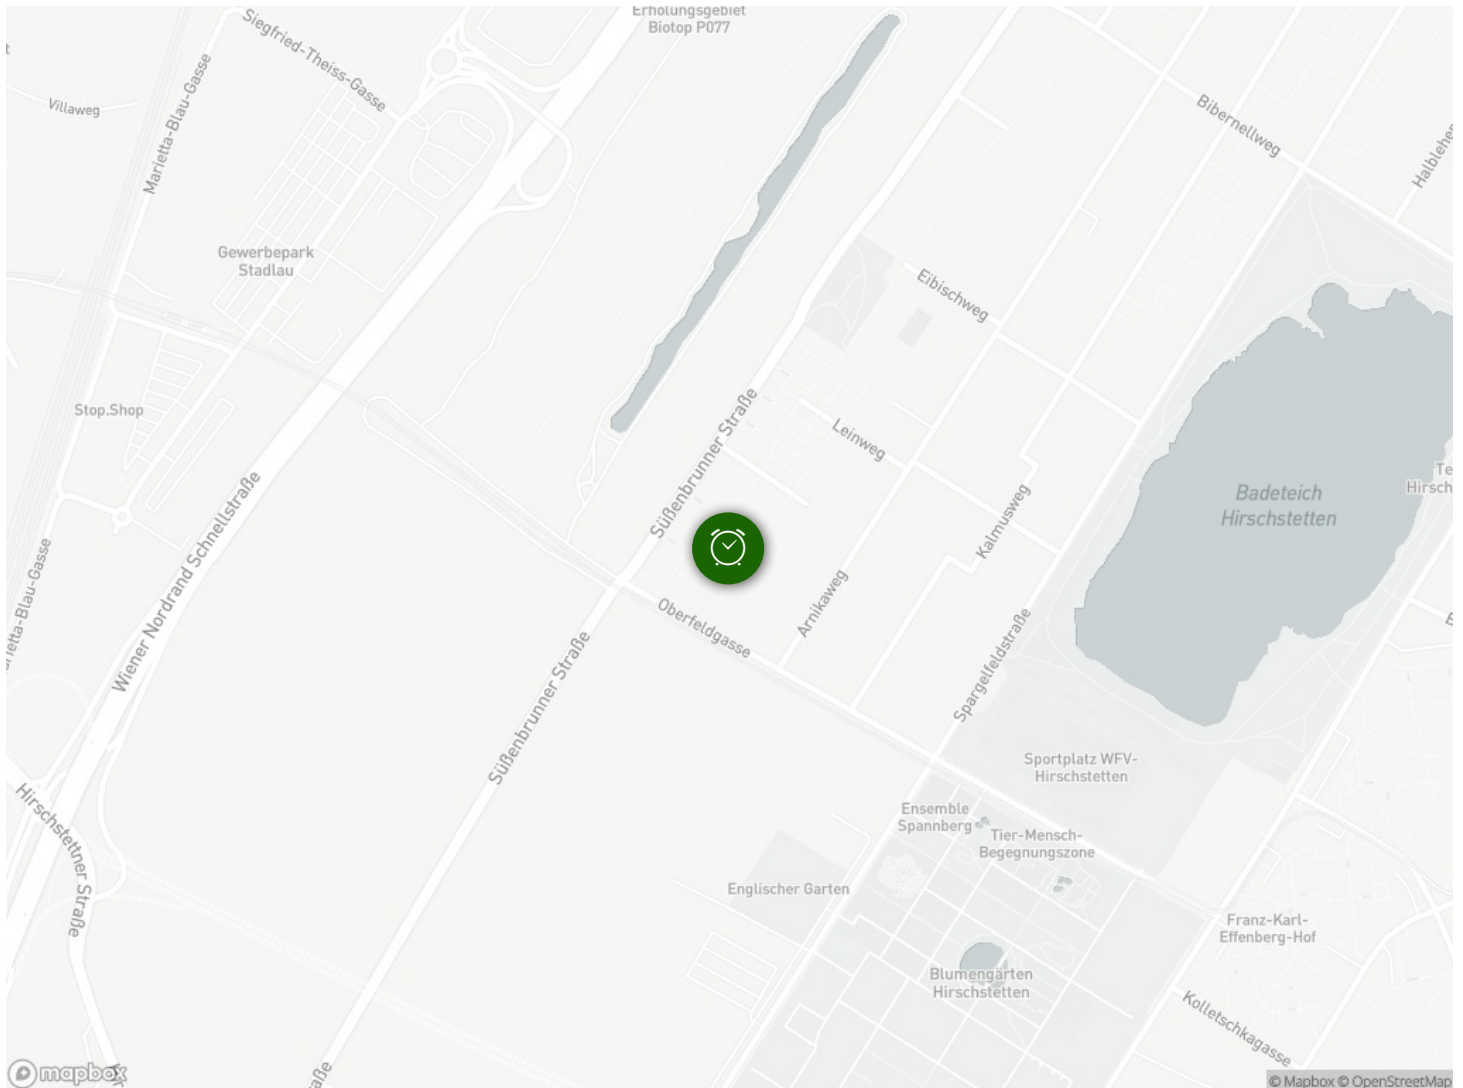 Erholungsgebiet
Biotop P077
Siegfried-Theiss-Gasse
Villaweg
Marietta-Blau-Gasse
Bibernellweg
Gewerbepark
Stadlau
Eibischweg
Stop.Shop
Süßenbrunner Straße
Leinweg
Badeteich
Hirschstetten
Wiener Nordrand Schnellstraße
Kalmusweg
Arnikaweg
Oberfeldgasse
Spargelfeldstraße
Süßenbrunner Straße
Sportplatz WFV-
Hirschstetten
Hirschstettner Straße
Ensemble
Spannberg
Tier-Mensch-
Begegnungszone
Englischer Garten
Franz-Karl-
Effenberg-Hof
Blumengärten
Hirschstetten
Kolletschkagasse
mapbox
© Mapbox © OpenStreetMap